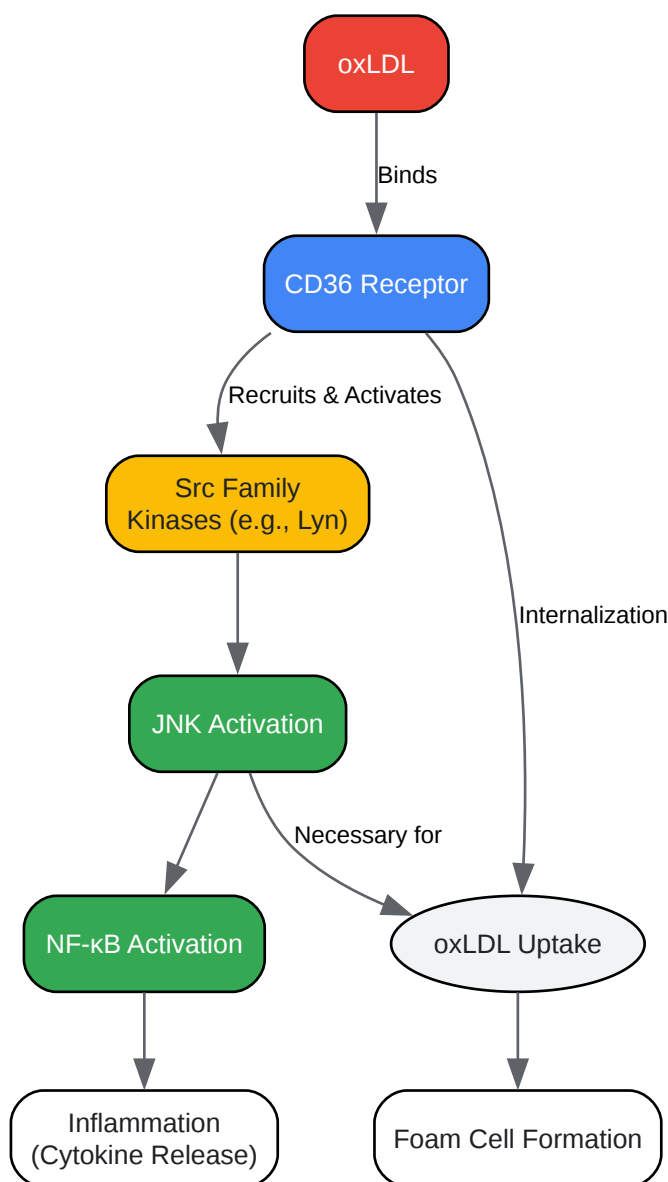 oxLDL
Binds
CD36 Receptor
Recruits & Activates
Src Family
Kinases (e.g., Lyn)
Internalization
JNK Activation
Necessary for
NF-κB Activation
oxLDL Uptake
Inflammation
(Cytokine Release)
Foam Cell Formation